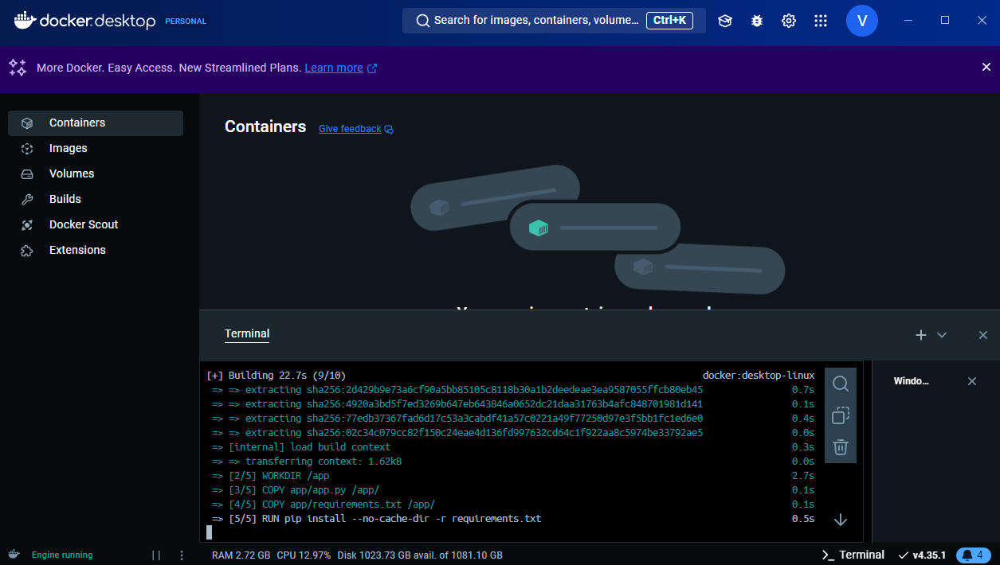 docker.desktop PERSONAL
Search for images, containers, volume... Ctrl+K
V
More Docker. Easy Access. New Streamlined Plans. Learn more
Containers
Images
Volumes
Builds
Docker Scout
Extensions
Containers Give feedback
Terminal
[+] Building 22.7s (9/10) docker:desktop-linux
=> => extracting sha256:2d429b9e73a6cf90a5bb85105c8118b30a1b2deedeae3ea9587055ffcb80eb45 0.7s
=> => extracting sha256:4920a3bd5f7ed3269b647eb643846a0652dc21daa31763b4afc848701981d141 0.1s
=> => extracting sha256:77edb37367fad6d17c53a3cabdf41a57c0221a49f77250d97e3f5bb1fc1ed6e0 0.4s
=> => extracting sha256:02c34c079cc82f150c24eae4d136fd997632cd64c1f922aa8c5974be33792ae5 0.0s
=> [internal] load build context 0.3s
=> => transferring context: 1.62kB 0.0s
=> [2/5] WORKDIR /app 2.7s
=> [3/5] COPY app/app.py /app/ 0.1s
=> [4/5] COPY app/requirements.txt /app/ 0.1s
=> [5/5] RUN pip install --no-cache-dir -r requirements.txt 0.5s
Windo...
Engine running
RAM 2.72 GB CPU 12.97% Disk 1023.73 GB avail. of 1081.10 GB
Terminal
v4.35.1
4